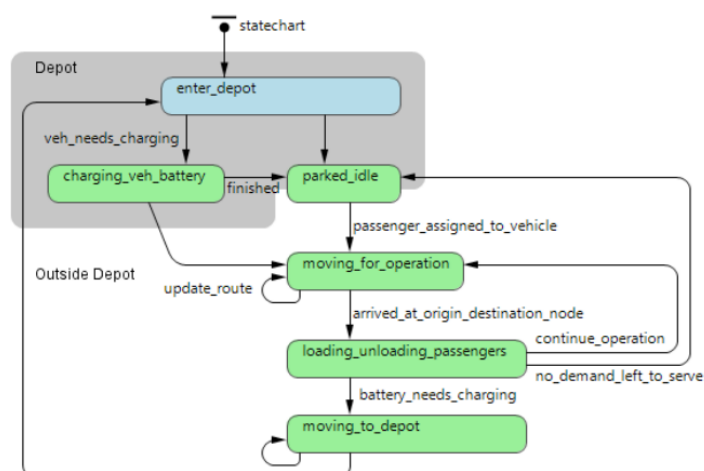 statechart
Depot
enter_depot
veh_needs_charging
charging_veh_battery
finished
parked_idle
passenger_assigned_to_vehicle
moving_for_operation
Outside Depot
update_route
arrived_at_origin_destination_node
continue_operation
loading_unloading_passengers
no_demand_left_to_serve
battery_needs_charging
moving_to_depot